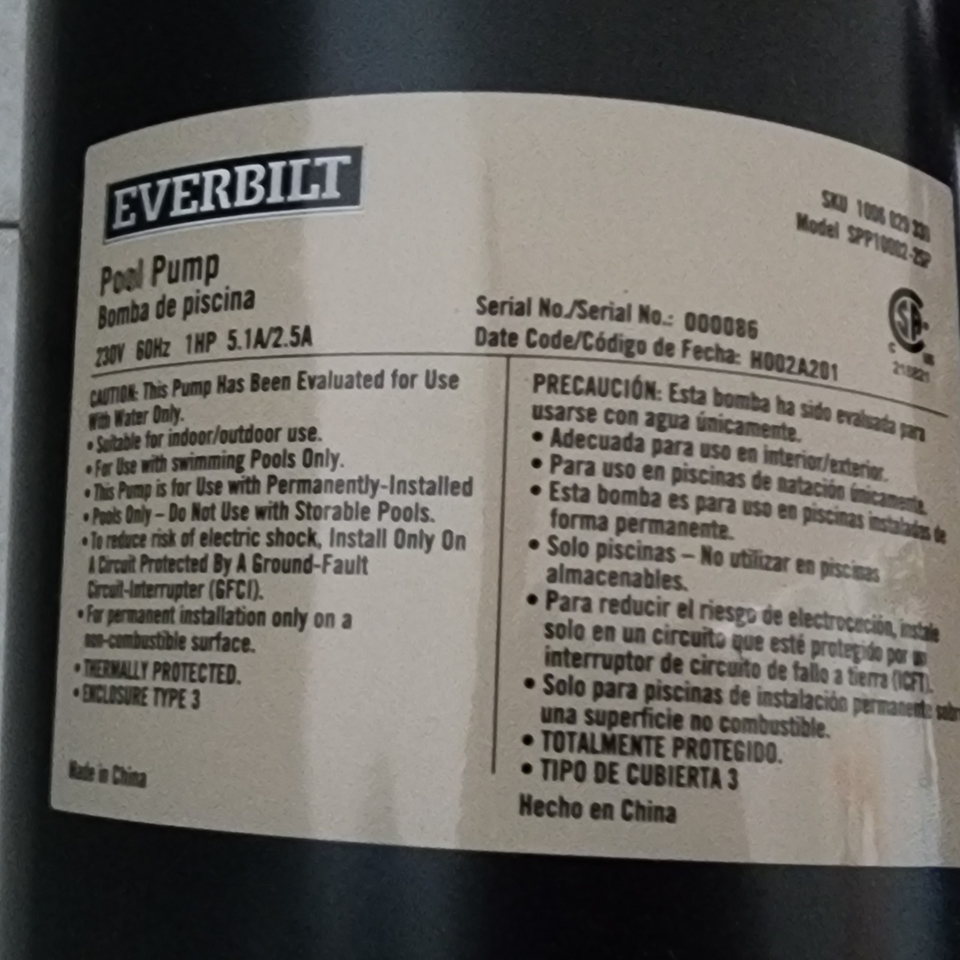 EVERBILT
SKU 1006 029 330
Model SPP10002-2SP
Pool Pump
Bomba de piscina
230V 60Hz 1HP 5.1A/2.5A
Serial No./Serial No.: 000086
Date Code/Código de Fecha: H002A201
CAUTION: This Pump Has Been Evaluated for Use
With Water Only.
• Suitable for indoor/outdoor use.
• For Use with swimming Pools Only.
• This Pump is for Use with Permanently-Installed
• Pools Only – Do Not Use with Storable Pools.
• To reduce risk of electric shock, Install Only On
A Circuit Protected By A Ground-Fault
Circuit-Interrupter (GFCI).
• For permanent installation only on a
non-combustible surface.
• THERMALLY PROTECTED.
• ENCLOSURE TYPE 3
Made in China
SA
C US
PRECAUCIÓN: Esta bomba ha sido evaluada para
usarse con agua únicamente.
• Adecuada para uso en interior/exterior.
• Para uso en piscinas de natación únicamente.
• Esta bomba es para uso en piscinas instaladas de
forma permanente.
• Solo piscinas – No utilizar en piscinas
almacenables.
• Para reducir el riesgo de electrocución, instale
solo en un circuito que esté protegido por un
interruptor de circuito de fallo a tierra (ICFT).
• Solo para piscinas de instalación permanente sobre
una superficie no combustible.
• TOTALMENTE PROTEGIDO.
• TIPO DE CUBIERTA 3
Hecho en China